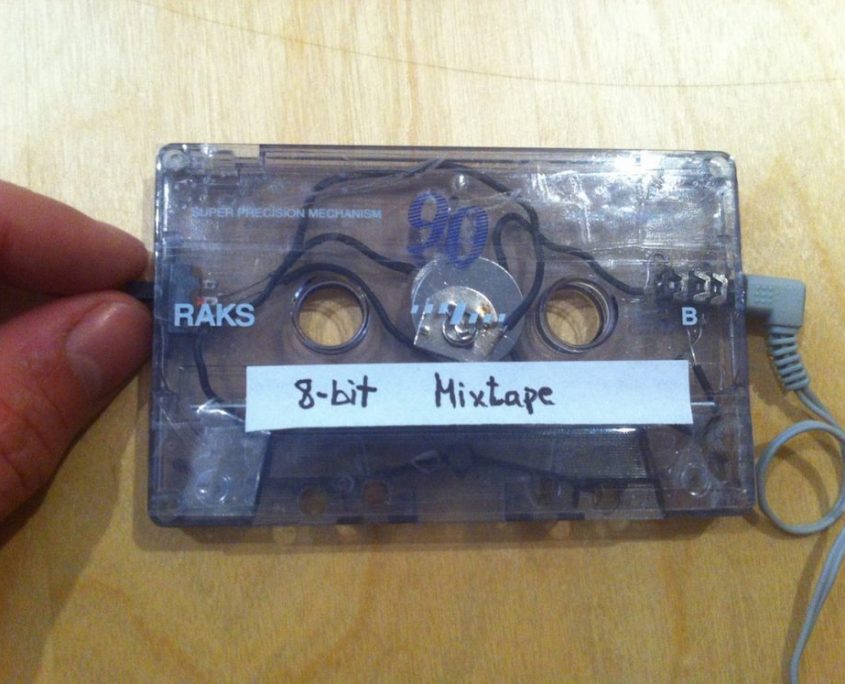 90
SUPER PRECISION MECHANISM
RAKS
B
8-bit Mixtape